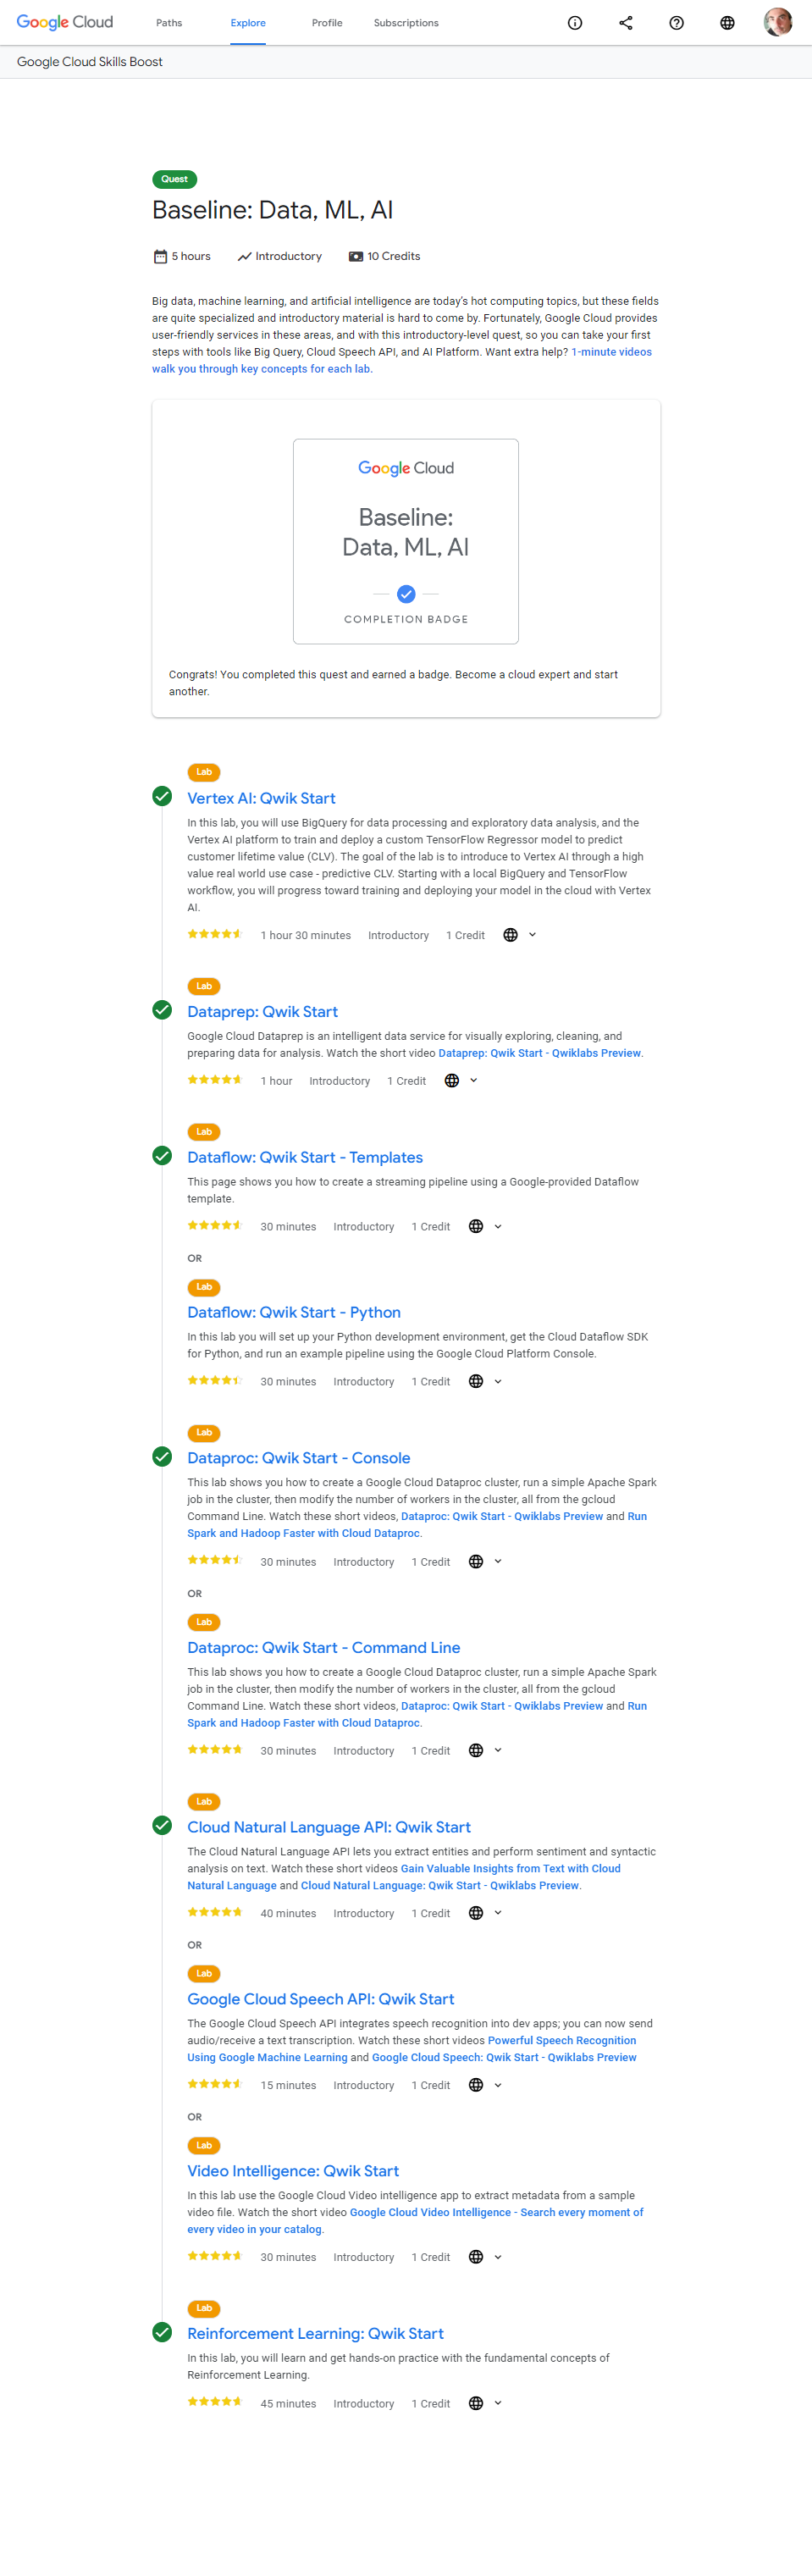 Google Cloud Paths Explore Profile Subscriptions
Google Cloud Skills Boost
Quest
Baseline: Data, ML, AI
5 hours Introductory 10 Credits
Big data, machine learning, and artificial intelligence are today's hot computing topics, but these fields
are quite specialized and introductory material is hard to come by. Fortunately, Google Cloud provides
user-friendly services in these areas, and with this introductory-level quest, so you can take your first
steps with tools like Big Query, Cloud Speech API, and AI Platform. Want extra help? 1-minute videos
walk you through key concepts for each lab.
Google Cloud
Baseline:
Data, ML, AI
COMPLETION BADGE
Congrats! You completed this quest and earned a badge. Become a cloud expert and start
another.
Lab
Vertex AI: Qwik Start
In this lab, you will use BigQuery for data processing and exploratory data analysis, and the
Vertex AI platform to train and deploy a custom TensorFlow Regressor model to predict
customer lifetime value (CLV). The goal of the lab is to introduce to Vertex AI through a high
value real world use case - predictive CLV. Starting with a local BigQuery and TensorFlow
workflow, you will progress toward training and deploying your model in the cloud with Vertex
AI.
1 hour 30 minutes Introductory 1 Credit
Lab
Dataprep: Qwik Start
Google Cloud Dataprep is an intelligent data service for visually exploring, cleaning, and
preparing data for analysis. Watch the short video Dataprep: Qwik Start - Qwiklabs Preview.
1 hour Introductory 1 Credit
Lab
Dataflow: Qwik Start - Templates
This page shows you how to create a streaming pipeline using a Google-provided Dataflow
template.
30 minutes Introductory 1 Credit
OR
Lab
Dataflow: Qwik Start - Python
In this lab you will set up your Python development environment, get the Cloud Dataflow SDK
for Python, and run an example pipeline using the Google Cloud Platform Console.
30 minutes Introductory 1 Credit
Lab
Dataproc: Qwik Start - Console
This lab shows you how to create a Google Cloud Dataproc cluster, run a simple Apache Spark
job in the cluster, then modify the number of workers in the cluster, all from the gcloud
Command Line. Watch these short videos, Dataproc: Qwik Start - Qwiklabs Preview and Run
Spark and Hadoop Faster with Cloud Dataproc.
30 minutes Introductory 1 Credit
OR
Lab
Dataproc: Qwik Start - Command Line
This lab shows you how to create a Google Cloud Dataproc cluster, run a simple Apache Spark
job in the cluster, then modify the number of workers in the cluster, all from the gcloud
Command Line. Watch these short videos, Dataproc: Qwik Start - Qwiklabs Preview and Run
Spark and Hadoop Faster with Cloud Dataproc.
30 minutes Introductory 1 Credit
Lab
Cloud Natural Language API: Qwik Start
The Cloud Natural Language API lets you extract entities and perform sentiment and syntactic
analysis on text. Watch these short videos Gain Valuable Insights from Text with Cloud
Natural Language and Cloud Natural Language: Qwik Start - Qwiklabs Preview.
40 minutes Introductory 1 Credit
OR
Lab
Google Cloud Speech API: Qwik Start
The Google Cloud Speech API integrates speech recognition into dev apps; you can now send
audio/receive a text transcription. Watch these short videos Powerful Speech Recognition
Using Google Machine Learning and Google Cloud Speech: Qwik Start - Qwiklabs Preview
15 minutes Introductory 1 Credit
OR
Lab
Video Intelligence: Qwik Start
In this lab use the Google Cloud Video intelligence app to extract metadata from a sample
video file. Watch the short video Google Cloud Video Intelligence - Search every moment of
every video in your catalog.
30 minutes Introductory 1 Credit
Lab
Reinforcement Learning: Qwik Start
In this lab, you will learn and get hands-on practice with the fundamental concepts of
Reinforcement Learning.
45 minutes Introductory 1 Credit